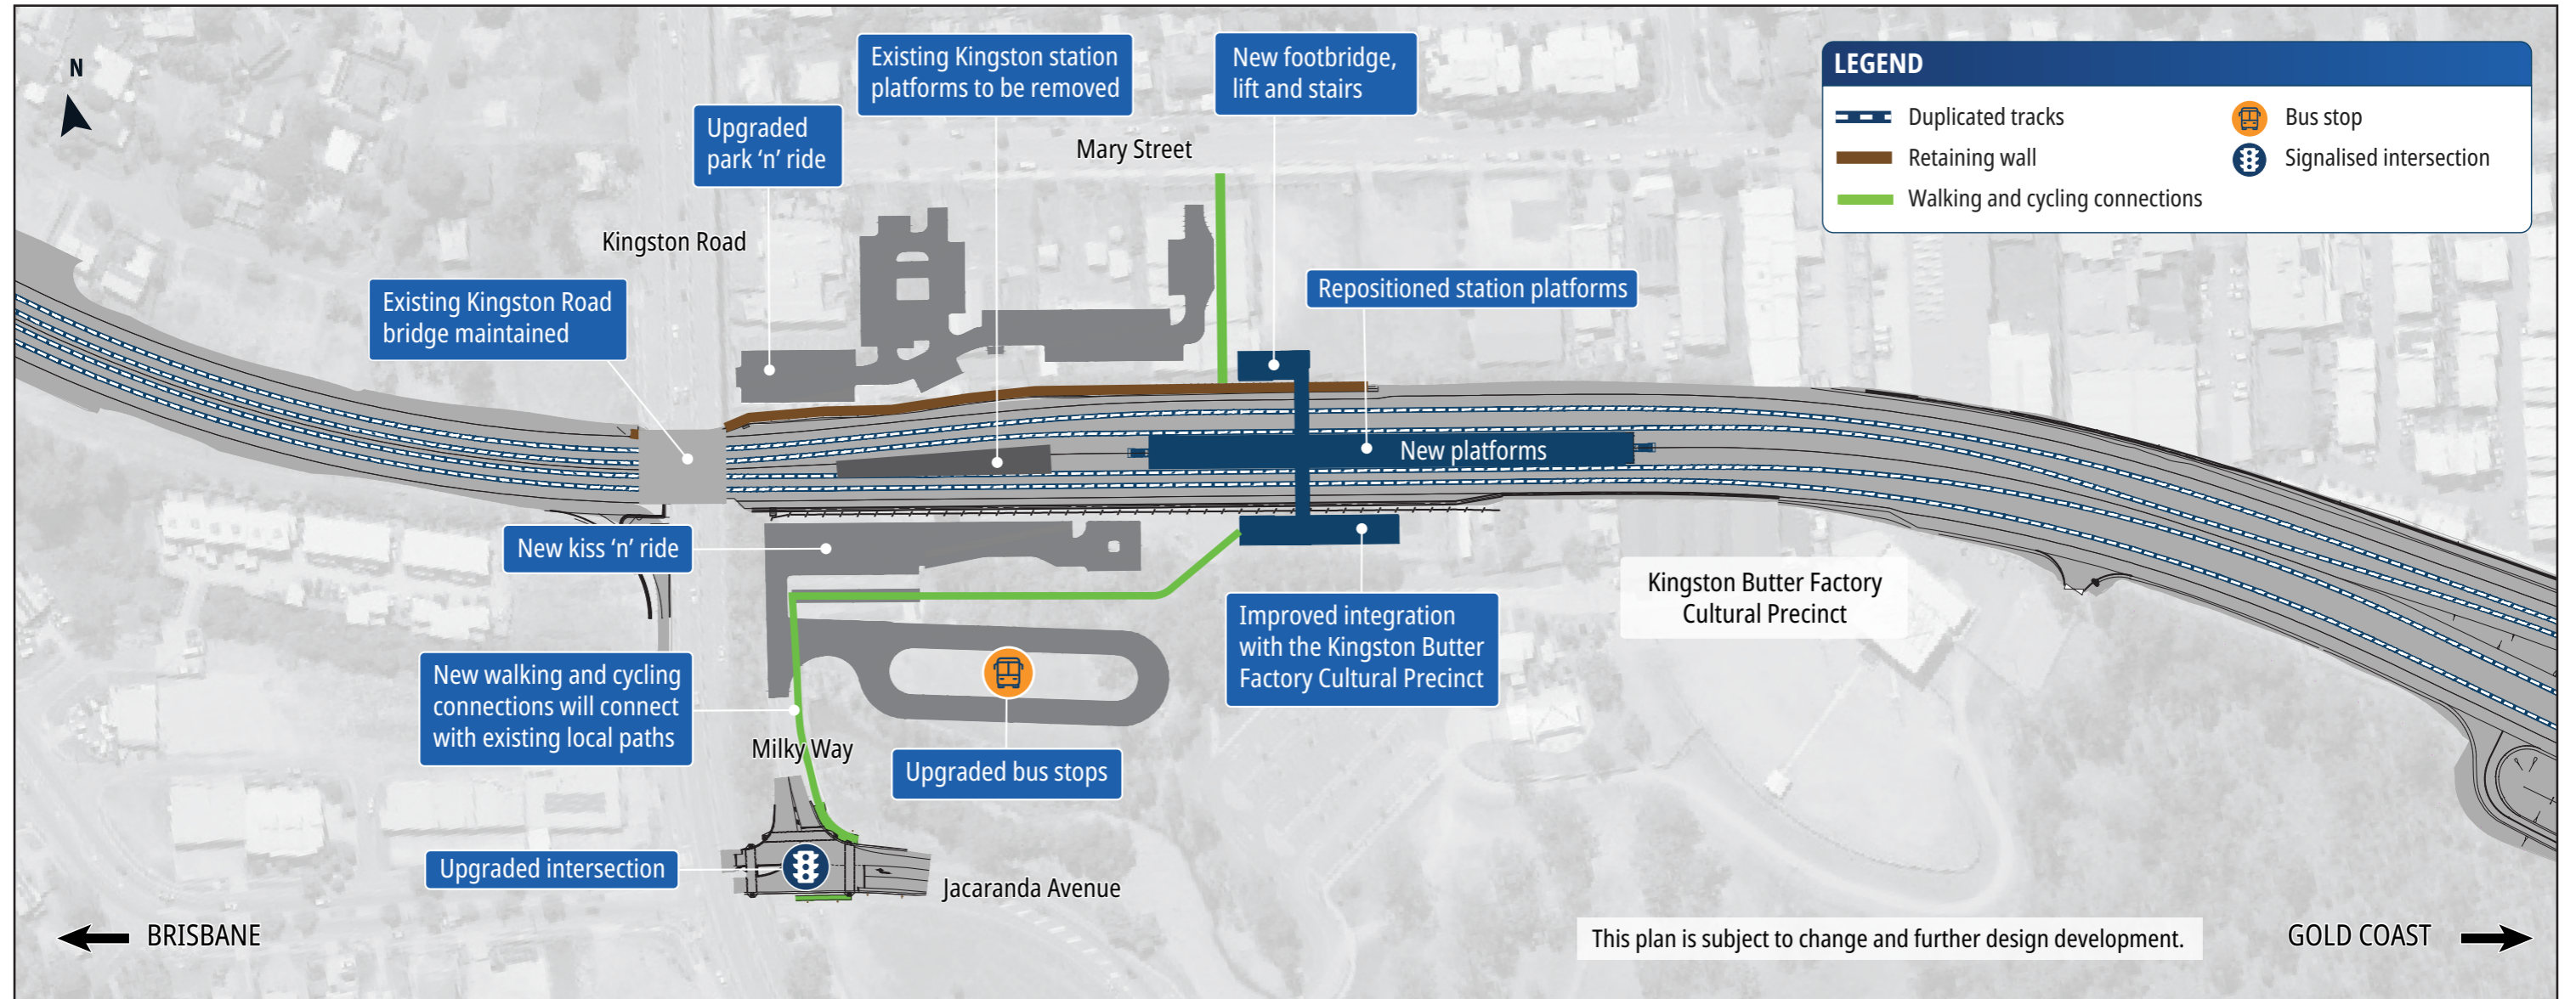 N
Existing Kingston station
platforms to be removed
New footbridge,
lift and stairs
LEGEND
Duplicated tracks
Retaining wall
Walking and cycling connections
Bus stop
Signalised intersection
Upgraded
park ‘n’ ride
Mary Street
Kingston Road
Existing Kingston Road
bridge maintained
Repositioned station platforms
New platforms
New kiss ‘n’ ride
Kingston Butter Factory
Cultural Precinct
Improved integration
with the Kingston Butter
Factory Cultural Precinct
New walking and cycling
connections will connect
with existing local paths
Milky Way
Upgraded bus stops
Upgraded intersection
Jacaranda Avenue
BRISBANE
This plan is subject to change and further design development.
GOLD COAST